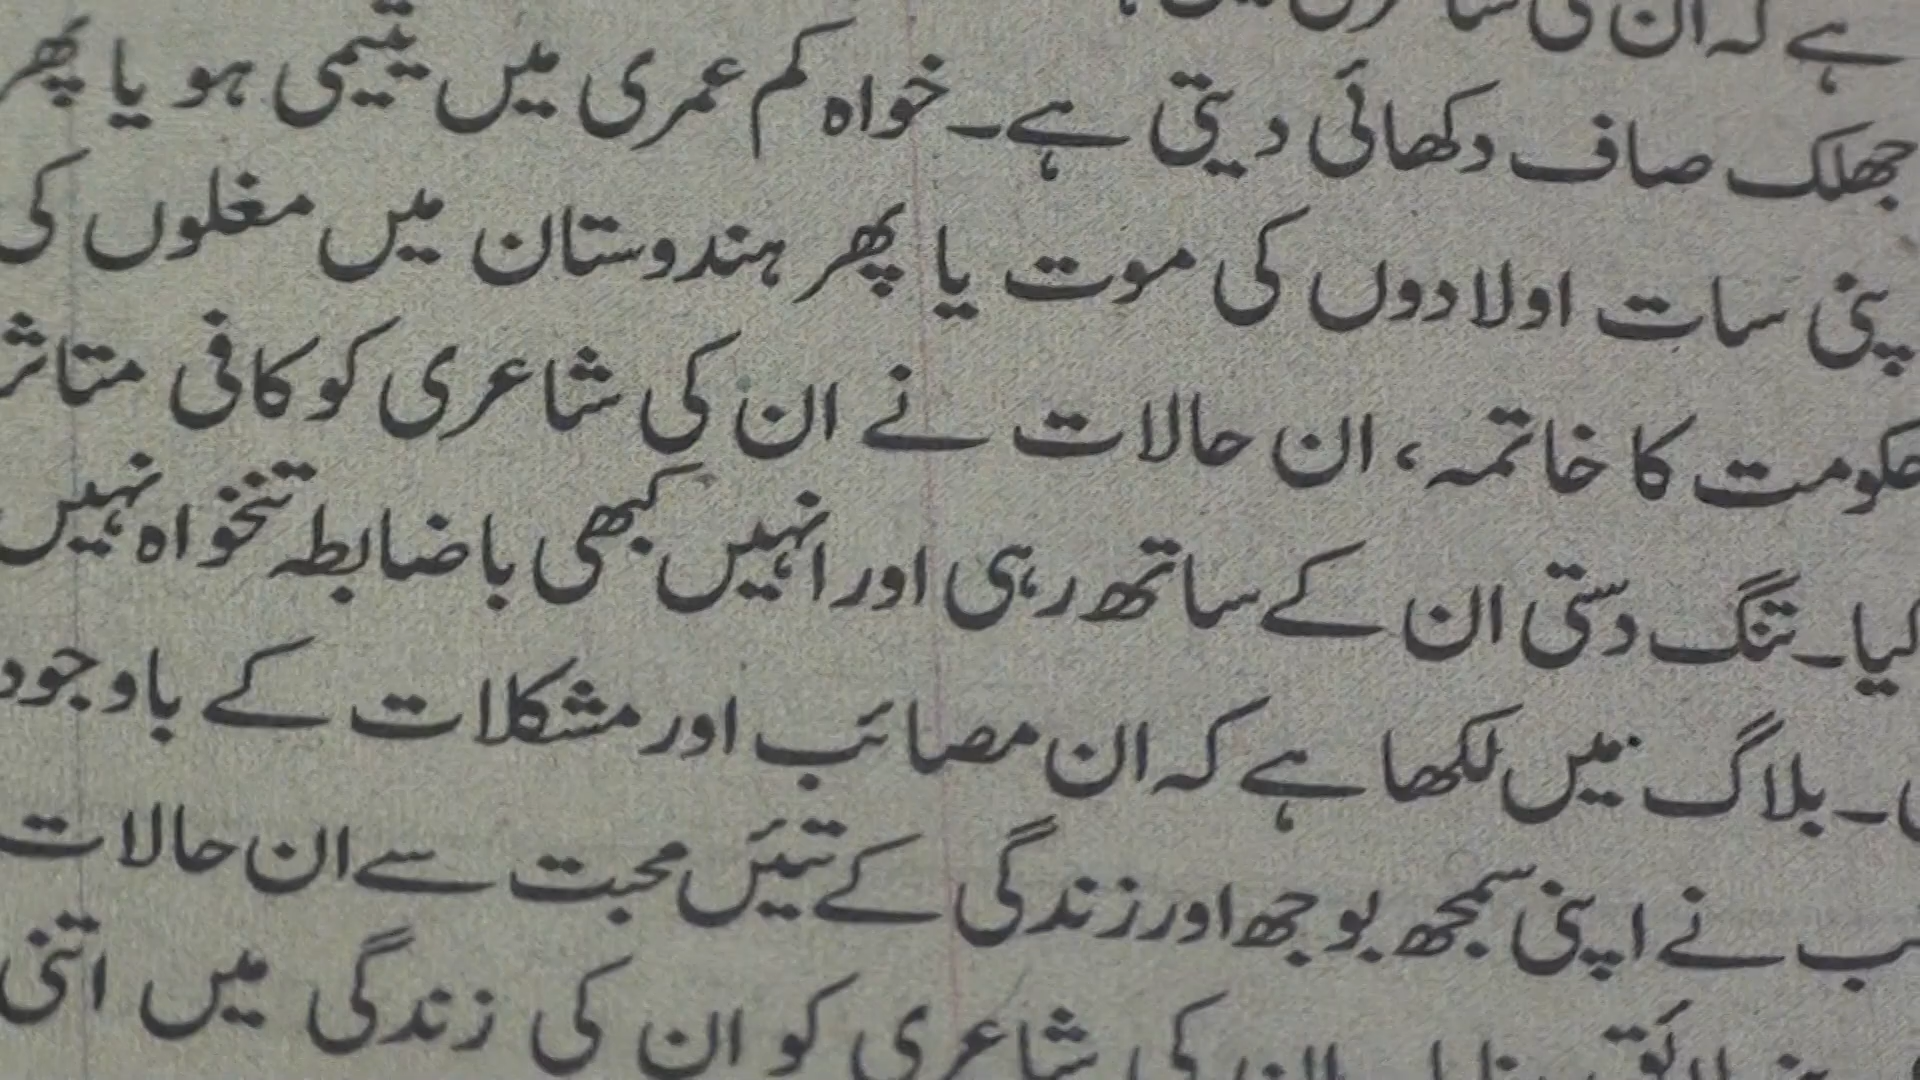 ہے کہ ان کی شاعری میں
جھلک صاف دکھائی دیتی ہے۔ خواہ کم عمری میں یتیمی ہو یا پھر
پنی سات اولادوں کی موت یا پھر ہندوستان میں مغلوں کی
حکومت کا خاتمہ، ان حالات نے ان کی شاعری کو کافی متاثر
کیا۔ تنگ دستی ان کے ساتھ رہی اور انہیں کبھی باضابطہ تنخواہ نہیں
۔ بلاگ میں لکھا ہے کہ ان مصائب اور مشکلات کے باوجود
ب نے اپنی سمجھ بوجھ اور زندگی کے تئیں محبت سے ان حالات
کی شاعری کو ان کی زندگی میں اتنی